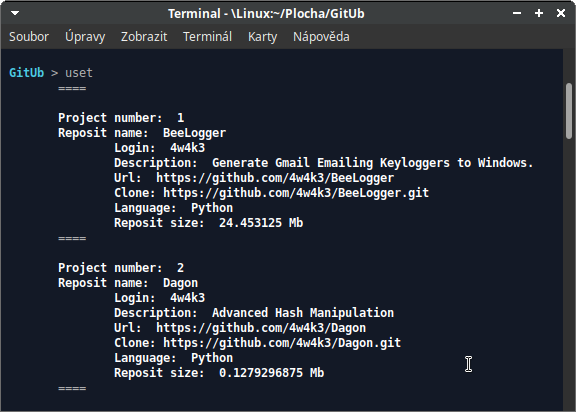 Terminal - \Linux:~/Plocha/GitUb
Soubor Úpravy Zobrazit Terminál Karty Nápověda
GitUb > uset
====
Project number: 1
Reposit name: BeeLogger
Login: 4w4k3
Description: Generate Gmail Emailing Keyloggers to Windows.
Url: https://github.com/4w4k3/BeeLogger
Clone: https://github.com/4w4k3/BeeLogger.git
Language: Python
Reposit size: 24.453125 Mb
====
Project number: 2
Reposit name: Dagon
Login: 4w4k3
Description: Advanced Hash Manipulation
Url: https://github.com/4w4k3/Dagon
Clone: https://github.com/4w4k3/Dagon.git
Language: Python
Reposit size: 0.1279296875 Mb
====